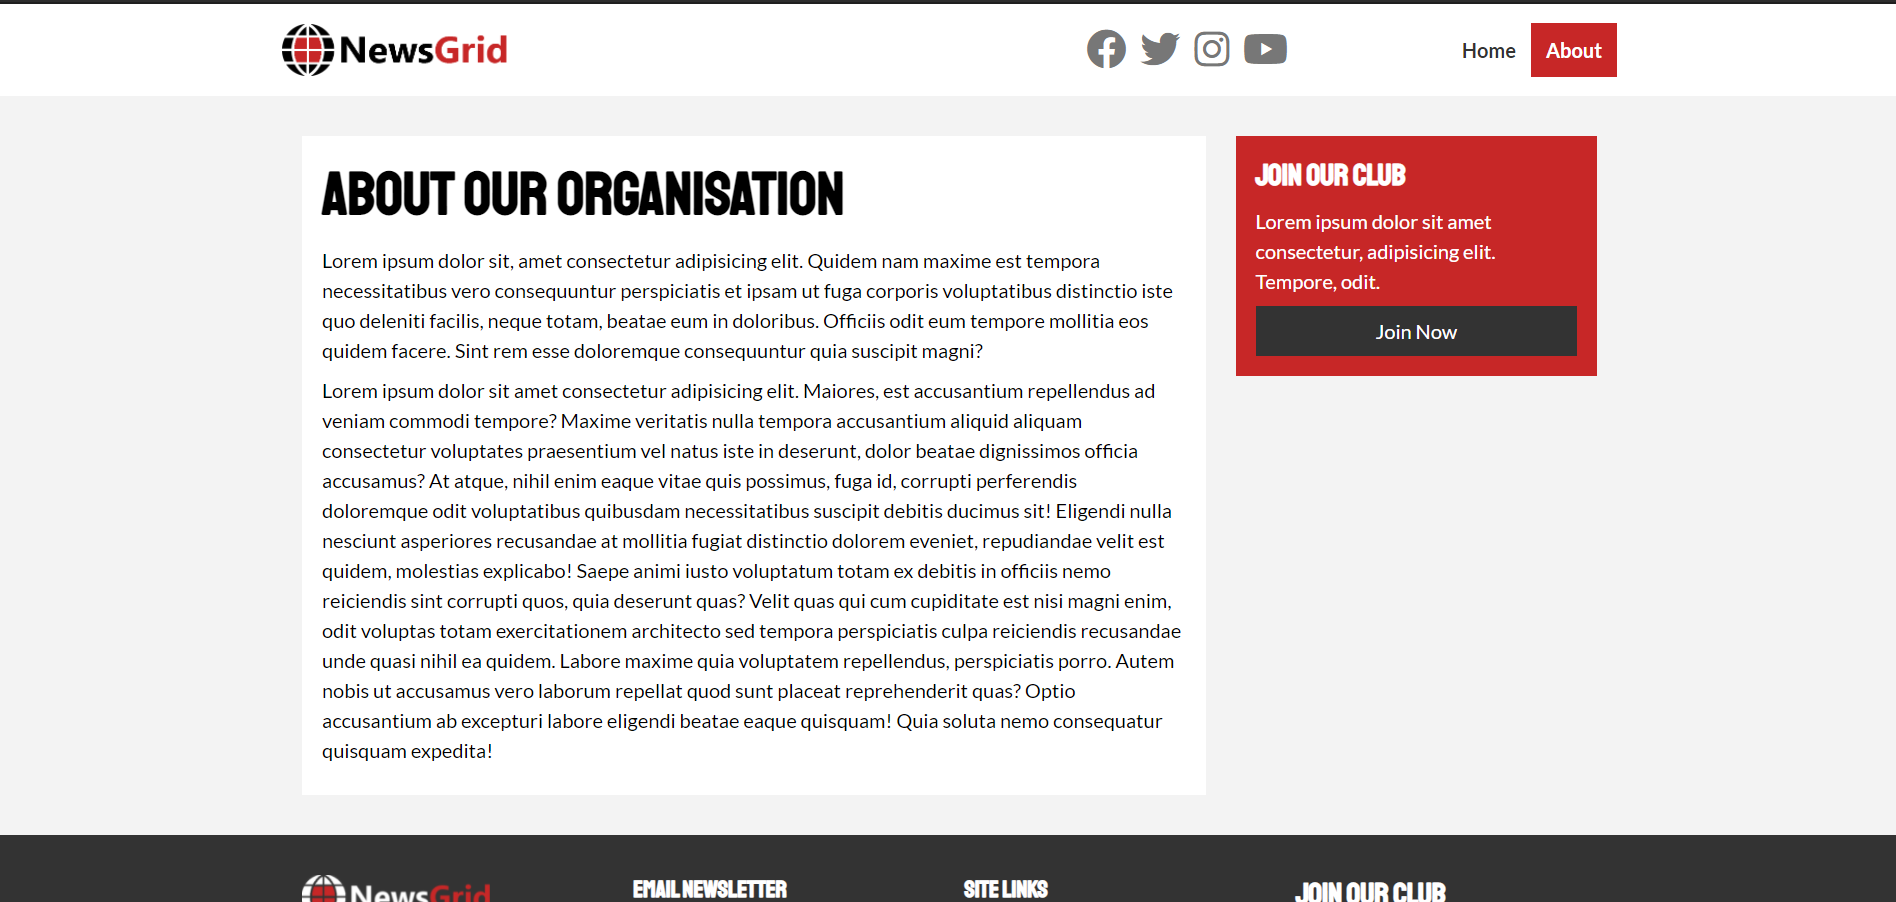 NewsGrid
Home About
ABOUT OUR ORGANISATION
Lorem ipsum dolor sit, amet consectetur adipisicing elit. Quidem nam maxime est tempora
necessitatibus vero consequuntur perspiciatis et ipsam ut fuga corporis voluptatibus distinctio iste
quo deleniti facilis, neque totam, beatae eum in doloribus. Officiis odit eum tempore mollitia eos
quidem facere. Sint rem esse doloremque consequuntur quia suscipit magni?
Lorem ipsum dolor sit amet consectetur adipisicing elit. Maiores, est accusantium repellendus ad
veniam commodi tempore? Maxime veritatis nulla tempora accusantium aliquid aliquam
consectetur voluptates praesentium vel natus iste in deserunt, dolor beatae dignissimos officia
accusamus? At atque, nihil enim eaque vitae quis possimus, fuga id, corrupti perferendis
doloremque odit voluptatibus quibusdam necessitatibus suscipit debitis ducimus sit! Eligendi nulla
nesciunt asperiores recusandae at mollitia fugiat distinctio dolorem eveniet, repudiandae velit est
quidem, molestias explicabo! Saepe animi iusto voluptatum totam ex debitis in officiis nemo
reiciendis sint corrupti quos, quia deserunt quas? Velit quas qui cum cupiditate est nisi magni enim,
odit voluptas totam exercitationem architecto sed tempora perspiciatis culpa reiciendis recusandae
unde quasi nihil ea quidem. Labore maxime quia voluptatem repellendus, perspiciatis porro. Autem
nobis ut accusamus vero laborum repellat quod sunt placeat reprehenderit quas? Optio
accusantium ab excepturi labore eligendi beatae eaque quisquam! Quia soluta nemo consequatur
quisquam expedita!
JOIN OUR CLUB
Lorem ipsum dolor sit amet
consectetur, adipisicing elit.
Tempore, odit.
Join Now
NewsGrid
EMAIL NEWSLETTER
SITE LINKS
JOIN OUR CLUB